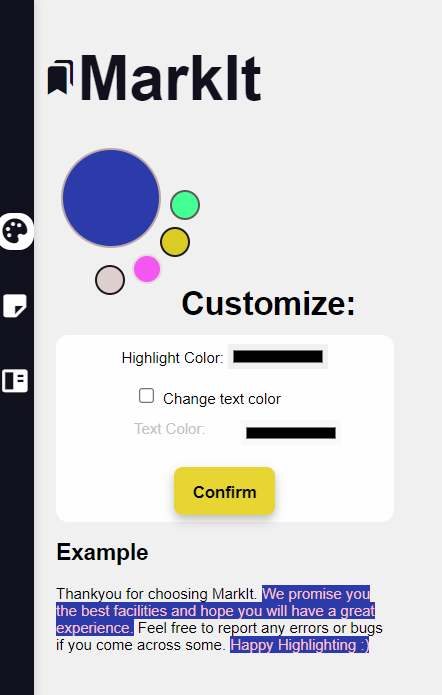 MarkIt
Customize:
Highlight Color:
Change text color
Text Color:
Confirm
Example
Thankyou for choosing MarkIt. We promise you
the best facilities and hope you will have a great
experience. Feel free to report any errors or bugs
if you come across some. Happy Highlighting :)